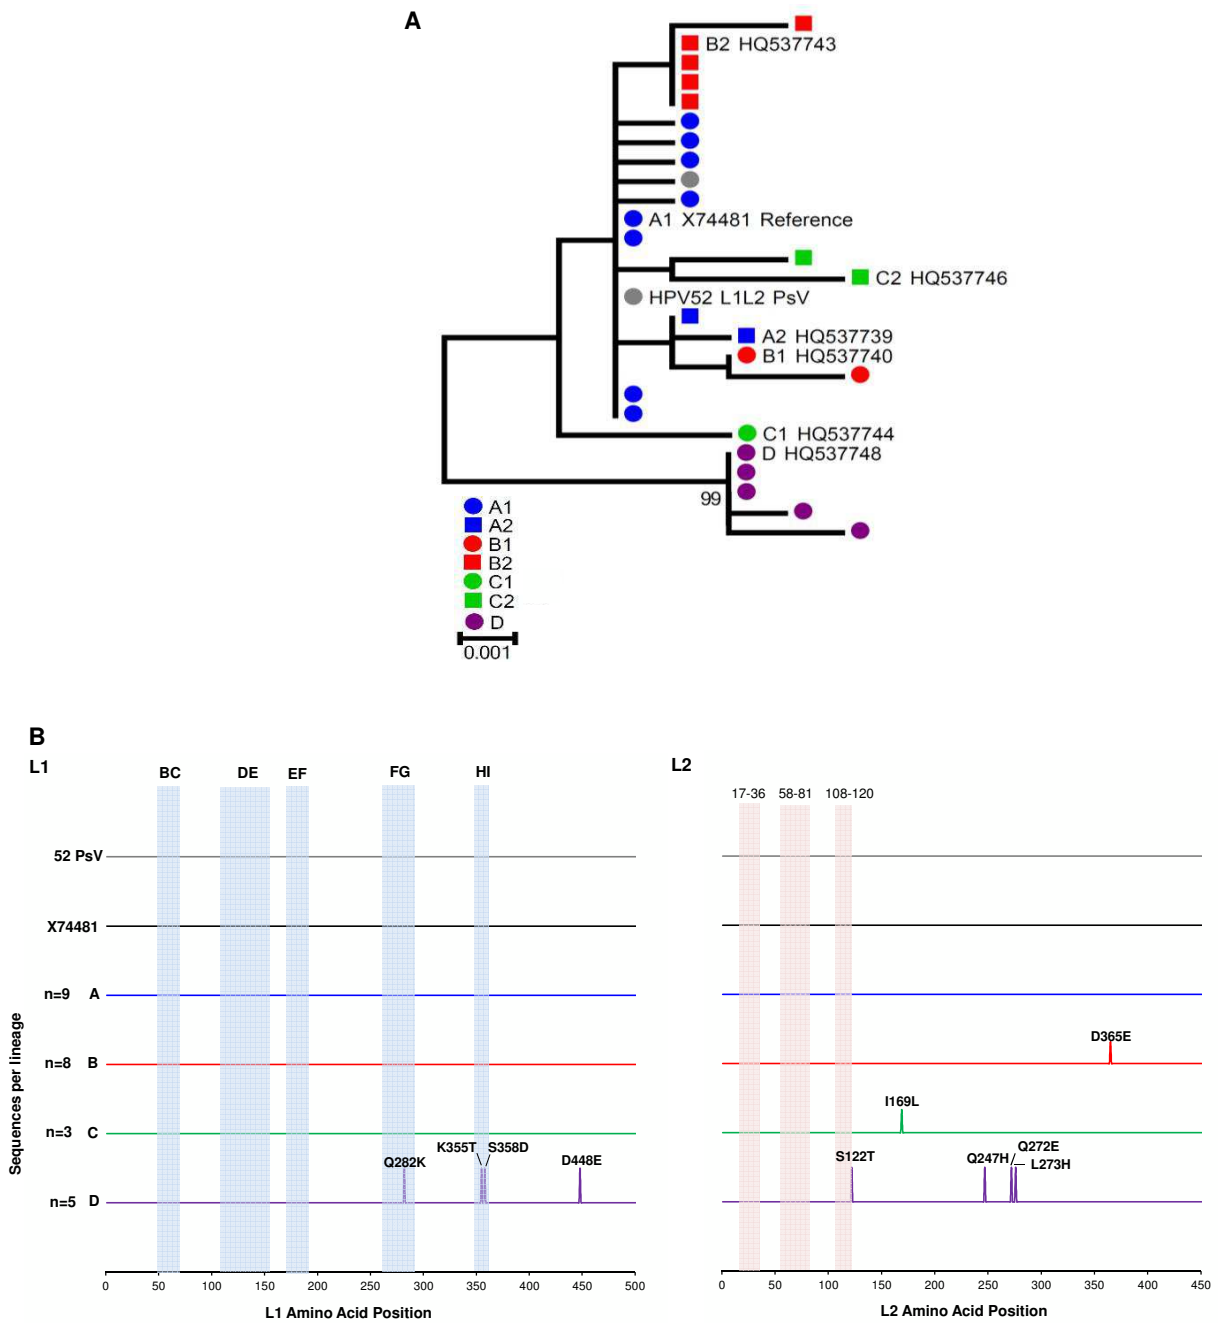 A
B2 HQ537743
A1 X74481 Reference
C2 HQ537746
HPV52 L1L2 PsV
A2 HQ537739
B1 HQ537740
C1 HQ537744
D HQ537748
99
A1
A2
B1
B2
C1
C2
D
0.001
B
L1
BC DE EF FG HI
52 PsV
X74481
n=9 A
n=8 B
n=3 C
K355T S358D
Q282K D448E
n=5 D
0 50 100 150 200 250 300 350 400 450 500
L1 Amino Acid Position
Sequences per lineage
L2
17-36 58-81 108-120
D365E
I169L
Q272E
S122T Q247H L273H
0 50 100 150 200 250 300 350 400 450
L2 Amino Acid Position